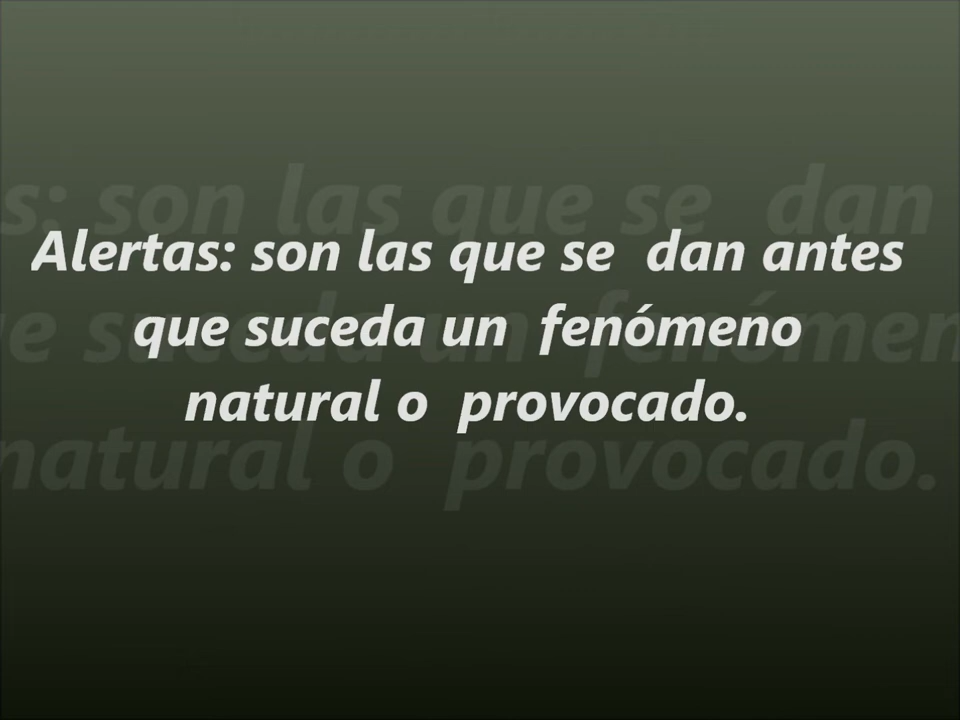 Alertas: son las que se dan antes
que suceda un fenómeno
natural o provocado.